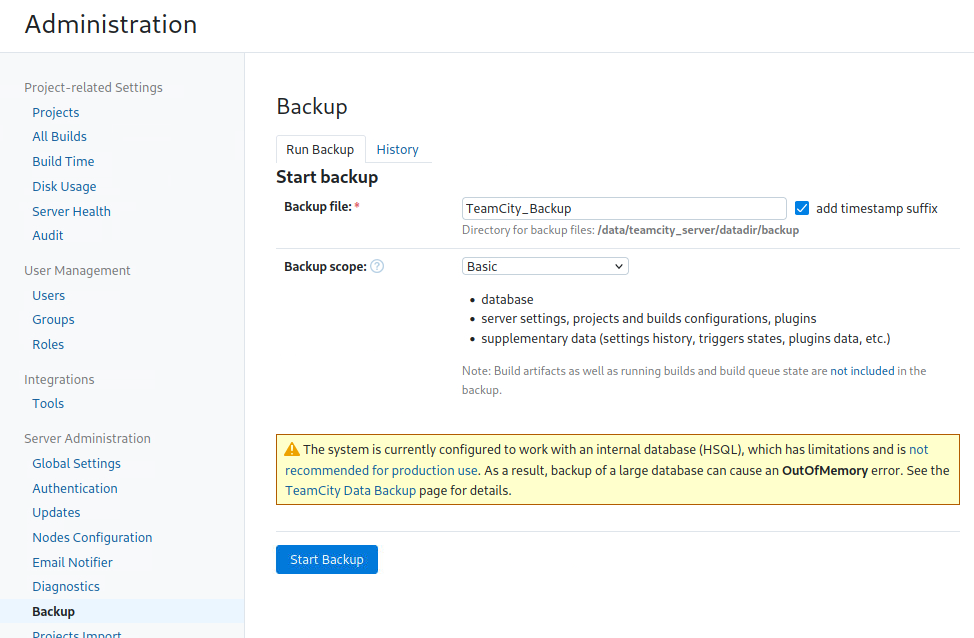 Administration
Project-related Settings
Projects
All Builds
Build Time
Disk Usage
Server Health
Audit
User Management
Users
Groups
Roles
Integrations
Tools
Server Administration
Global Settings
Authentication
Updates
Nodes Configuration
Email Notifier
Diagnostics
Backup
Projects Import
Backup
Run Backup
History
Start backup
Backup file: *
TeamCity_Backup
add timestamp suffix
Directory for backup files: /data/teamcity_server/datadir/backup
Backup scope: ?
Basic
• database
• server settings, projects and builds configurations, plugins
• supplementary data (settings history, triggers states, plugins data, etc.)
Note: Build artifacts as well as running builds and build queue state are not included in the
backup.
The system is currently configured to work with an internal database (HSQL), which has limitations and is not
recommended for production use. As a result, backup of a large database can cause an OutOfMemory error. See the
TeamCity Data Backup page for details.
Start Backup